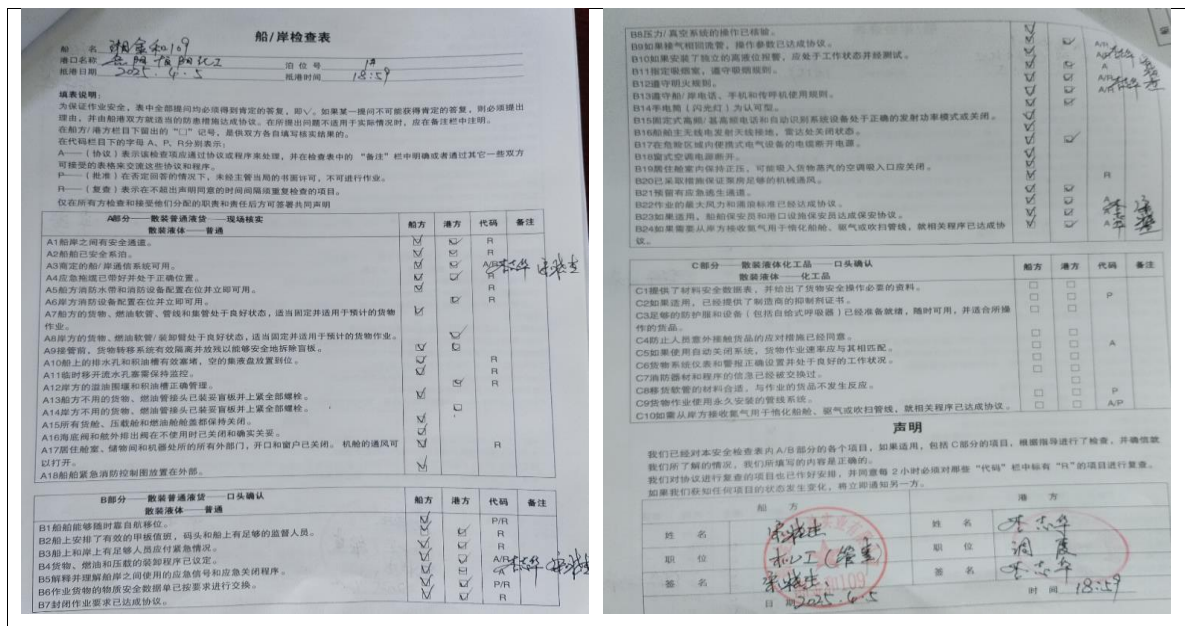 船/岸检查表
船 名 湘金和109
港口名称 岳阳恒阳化工 泊位号 1#
抵港日期 2025.4.5 抵港时间 18:59
填表说明：
为保证作业安全，表中全部提问均必须得到肯定的答复，即√。如果某一提问不可能获得肯定的答复，则必须提出
理由，并由船港双方就适当的防患措施达成协议。在所提出问题不适用于实际情况时，应在备注栏中注明。
在船方/港方栏目下留出的“□”记号，是供双方各自填写核实结果的。
在代码栏目下的字母 A、P、R分别表示：
A——（协议）表示该检查项应通过协议或程序来处理，并在检查表中的“备注”栏中明确或者通过其它一些双方
可接受的表格来交流这些协议和程序。
P——（批准）在否定回答的情况下，未经主管当局的书面许可，不可进行作业。
R——（复查）表示在不超出声明同意的时间间隔须重复检查的项目。
仅在所有方检查和接受他们分配的职责和责任后方可签署共同声明
A部分——散装普通液货——现场核实 船方 港方 代码 备注
散装液体——普通
A1船岸之间有安全通道。 R
A2船舶已安全系泊。 R
A3商定的船/岸通信系统可用。 A/R
A4应急拖缆已带好并处于正确位置。 R
A5船方消防水带和消防设备配置在位并立即可用。 R
A6岸方消防设备配置在位并立即可用。 R
A7船方的货物、燃油软管、管线和集管处于良好状态，适当固定并适用于预计的货物
作业。
A8岸方的货物、燃油软管/装卸臂处于良好状态，适当固定并适用于预计的货物作业。
A9接管前，货物转移系统有效隔离并放残以能够安全地拆除盲板。
A10船上的排水孔和积油槽有效塞堵，空的集液盘放置到位。 R
A11临时移开流水孔塞需保持监控。 R
A12岸方的溢油围堰和积油槽正确管理。 R
A13船方不用的货物、燃油管接头已装妥盲板并上紧全部螺栓。
A14岸方不用的货物、燃油管接头已装妥盲板并上紧全部螺栓。
A15所有货舱、压载舱和燃油舱舱盖都保持关闭。
A16海底阀和舷外排出阀在不使用时已关闭和确实关妥。
A17居住舱室、储物间和机器处所的所有外部门，开口和窗户已关闭。 机舱的通风可 R
以打开。
A18船舶紧急消防控制图放置在外部。
B部分——散装普通液货——口头确认 船方 港方 代码 备注
散装液体——普通
B1船舶能够随时靠自航移位。 P/R
B2船上安排了有效的甲板值班，码头和船上有足够的监督人员。 R
B3船上和岸上有足够人员应付紧急情况。 R
B4货物、燃油和压载的装卸程序已议定。 A/R
B5解释并理解船岸之间使用的应急信号和应急关闭程序。 A
B6作业货物的物质安全数据单已按要求进行交换。 P/R
B7封闭作业要求已达成协议。 R
B8压力/真空系统的操作已核验。
B9如果接气相回流管，操作参数已达成协议。 A/R
B10如果安装了独立的高液位报警，应处于工作状态并经测试。
B11指定吸烟室，遵守吸烟规则。 A
B12遵守明火规则。 A/R
B13遵守船/岸电话、手机和传呼机使用规则。 A/R
B14手电筒（闪光灯）为认可型。
B15固定式高频/甚高频电话和自动识别系统设备处于正确的发射功率模式或关闭。
B16船舶主无线电发射天线接地，雷达处关闭状态。
B17在危险区域内便携式电气设备的电缆断开电源。
B18窗式空调电源断开。
B19居住舱室内保持正压，可能吸入货物蒸汽的空调吸入口应关闭。
B20已采取措施保证泵房足够的机械通风。 R
B21预留有应急逃生通道。
B22作业的最大风力和涌浪标准已经达成协议。 A
B23如果适用，船舶保安员和港口设施保安员达成保安协议。 A
B24如果需要从岸方接收氮气用于惰化船舱、驱气或吹扫管线，就相关程序已达成协 A
议。
C部分——散装液体化工品——口头确认 船方 港方 代码 备注
散装液体——化工品
C1提供了材料安全数据表，并给出了货物安全操作必要的资料。
C2如果适用，已经提供了制造商的抑制剂证书。 P
C3足够的防护服和设备（包括自给式呼吸器）已经准备就绪，随时可用，并适合所操
作的货品。
C4防止人员意外接触货品的应对措施已经同意。
C5如果使用自动关闭系统，货物作业速率应与其相匹配。 A
C6货物系统仪表和警报正确设置并处于良好的工作状况。
C7消防器材和程序的信息已经被交换过。
C8移货软管的材料合适、与作业的货品不发生反应。
C9货物作业使用永久安装的管线系统。 P
C10如需从岸方接收氮气用于惰化船舱、驱气或吹扫管线，就相关程序已达成协议。 A/P
声明
我们已经对本安全检查表内A/B部分的各个项目，如果适用，包括C部分的项目，根据指导进行了检查，并确信就
我们所了解的情况，我们所填写的内容是正确的。
我们对协议进行复查的项目也已作好安排，并同意每2小时必须对那些“代码”栏中标有“R”的项目进行复查。
如果我们获知任何项目的状态发生变化，将立即通知另一方。
船 方 港 方
姓 名 姓 名 李志华
职 位 职 位 调度
签 名 签 名 李志华
日 期 2025.4.5 时 间 18:59